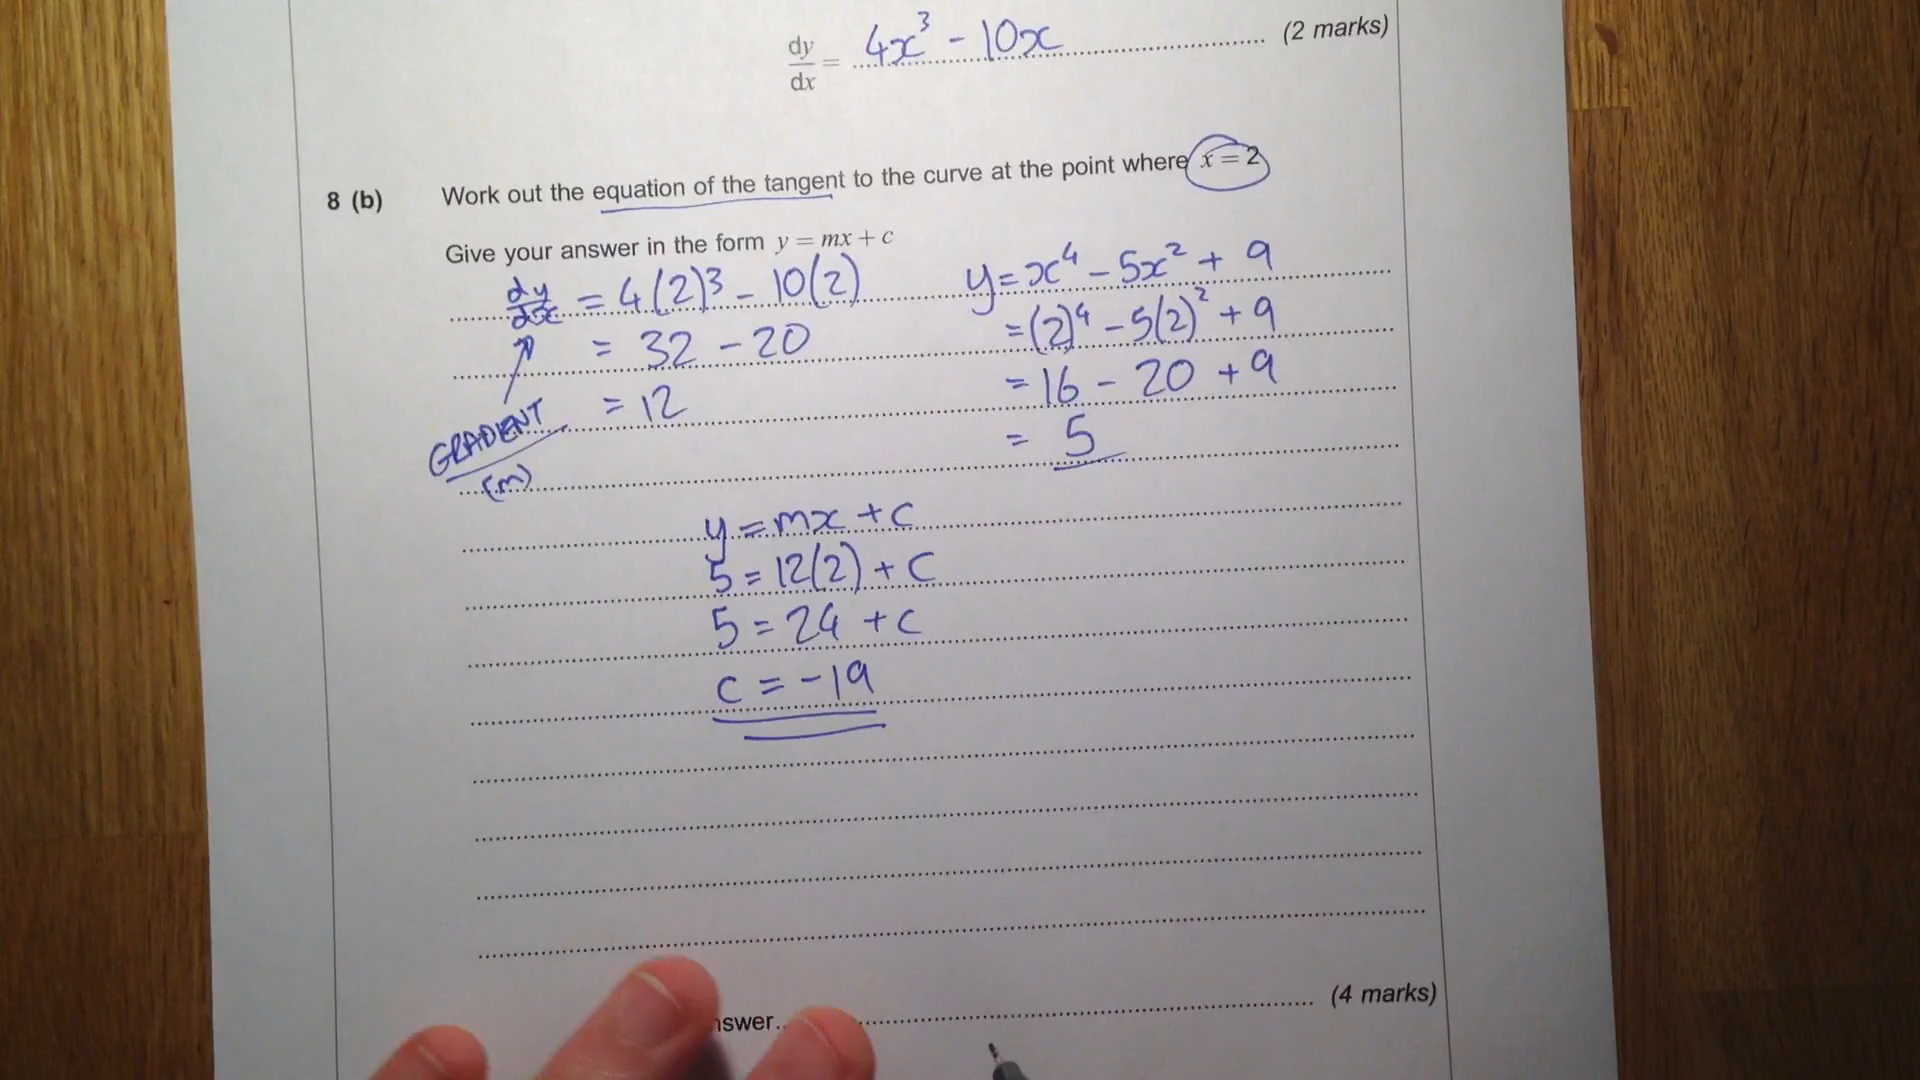 dy/dx = 4x³ - 10x (2 marks)
8 (b) Work out the equation of the tangent to the curve at the point where x = 2
Give your answer in the form y = mx + c
dy/dx = 4(2)³ - 10(2)
= 32 - 20
= 12
GRADIENT
(m)
y = x⁴ - 5x² + 9
= (2)⁴ - 5(2)² + 9
= 16 - 20 + 9
= 5
y = mx + c
5 = 12(2) + c
5 = 24 + c
c = -19
nswer (4 marks)